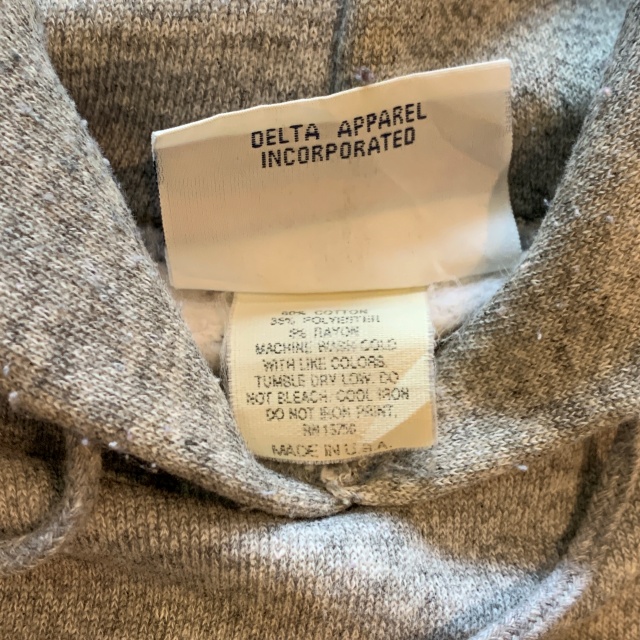 DELTA APPAREL
INCORPORATED
60% COTTON
35% POLYESTER
5% RAYON
MACHINE WASH COLD
WITH LIKE COLORS.
TUMBLE DRY LOW. DO
NOT BLEACH. COOL IRON
DO NOT IRON PRINT.
RN
MADE IN U.S.A.